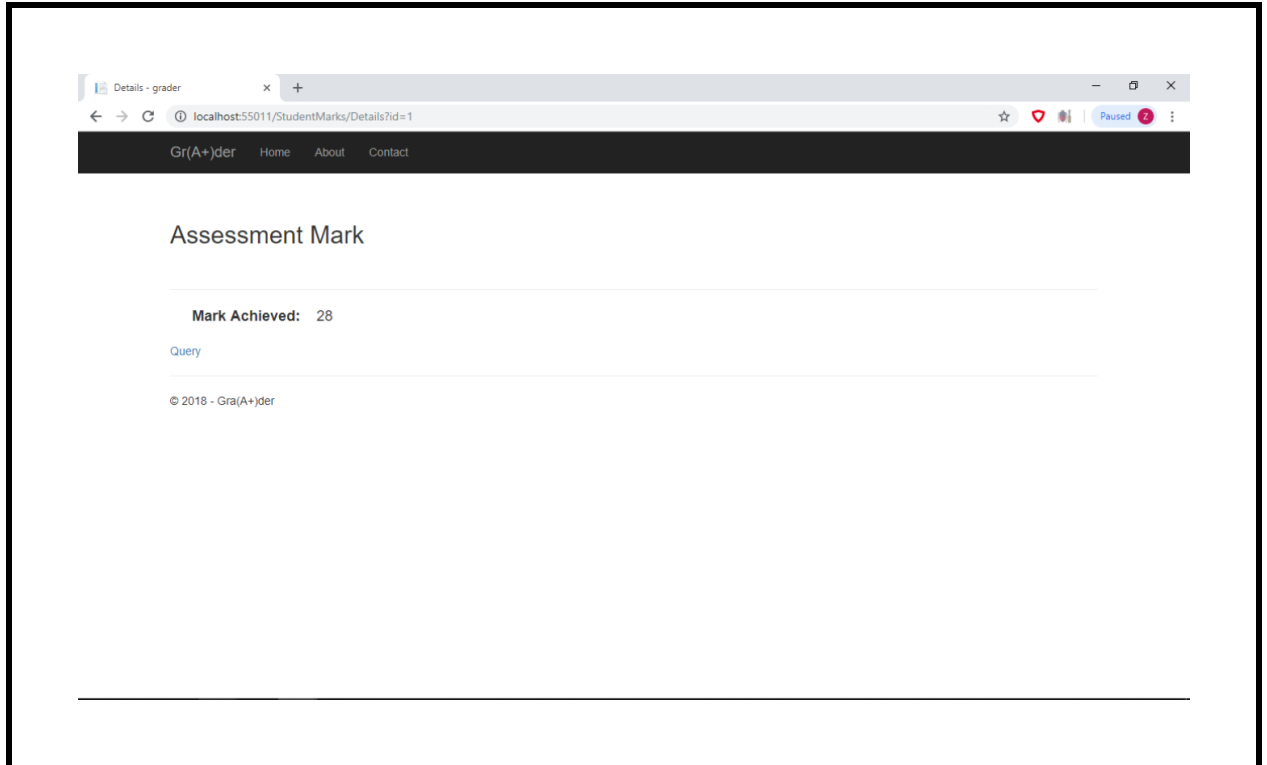 Details - grader
localhost:55011/StudentMarks/Details?id=1
Paused Z
Gr(A+)der Home About Contact
Assessment Mark
Mark Achieved: 28
Query
© 2018 - Gra(A+)der